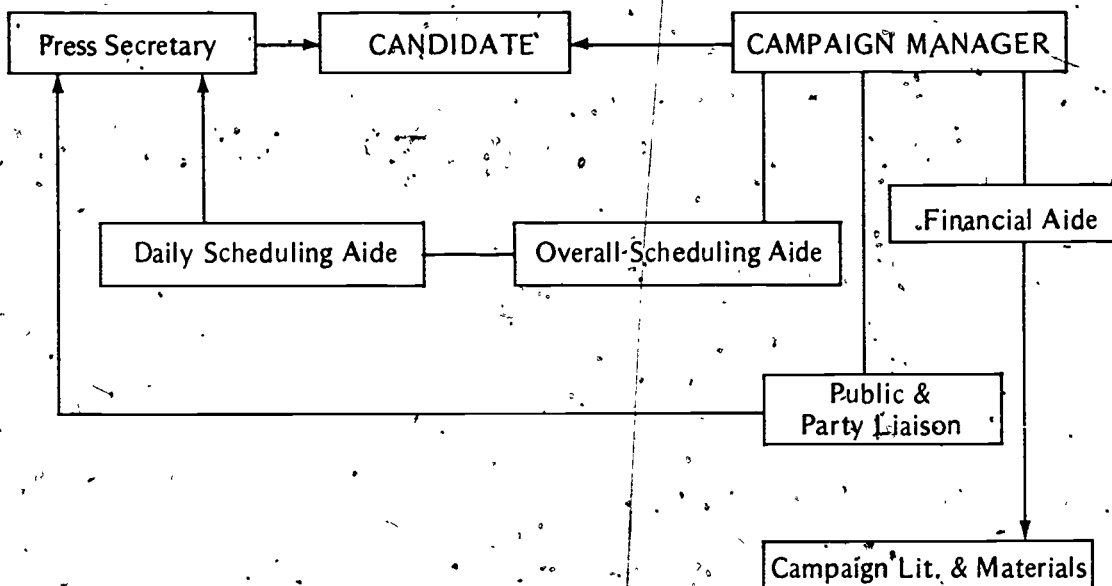 Press Secretary
CANDIDATE
CAMPAIGN MANAGER
Financial Aide
Daily Scheduling Aide
Overall Scheduling Aide
Public &
Party Liaison
Campaign Lit. & Materials